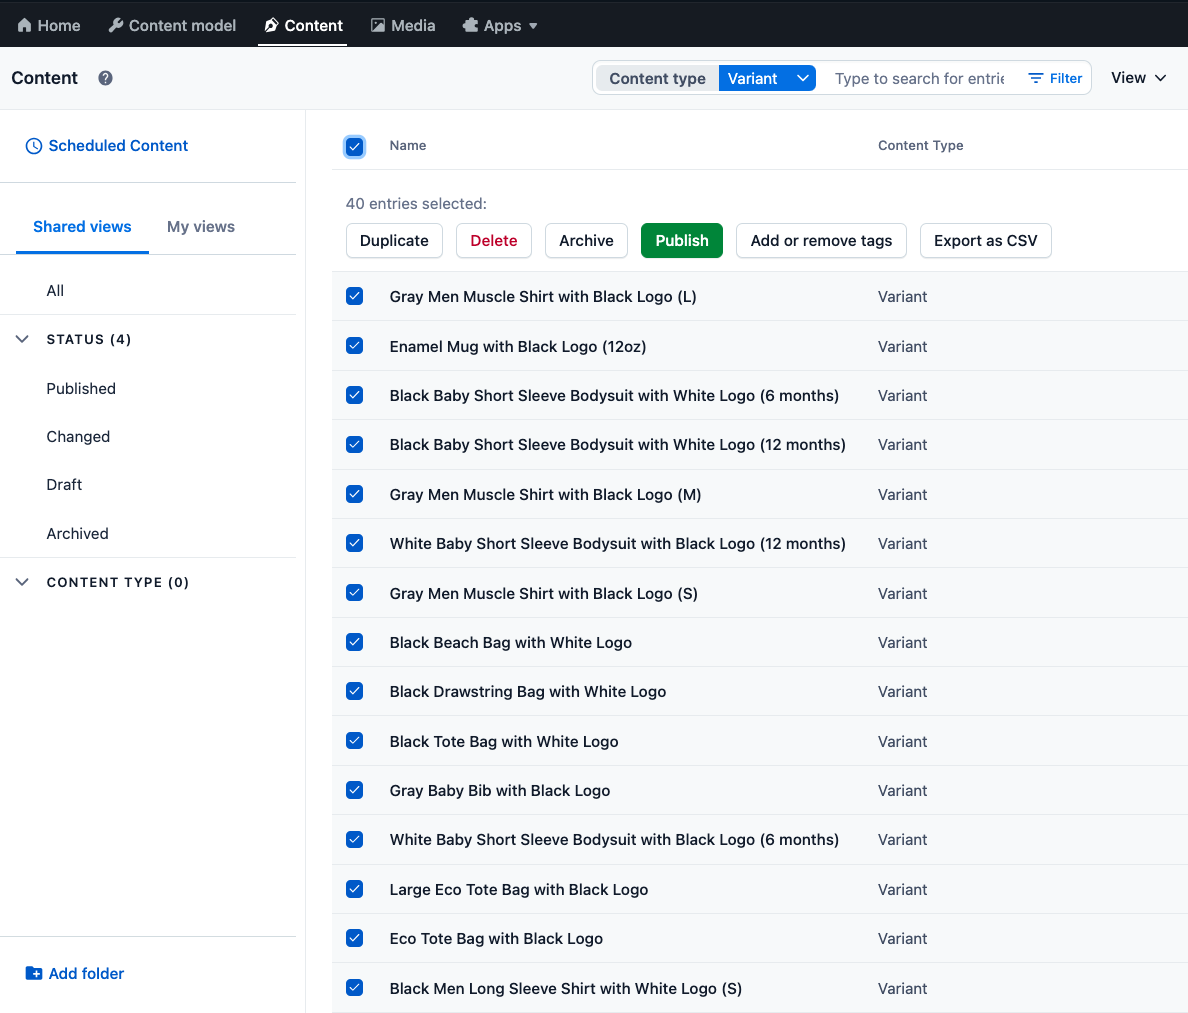 Home Content model Content Media Apps
Content ? Content type Variant Type to search for entrie Filter View
Scheduled Content
Shared views My views
All
STATUS (4)
Published
Changed
Draft
Archived
CONTENT TYPE (0)
Add folder
Name Content Type
40 entries selected:
Duplicate Delete Archive Publish Add or remove tags Export as CSV
Gray Men Muscle Shirt with Black Logo (L) Variant
Enamel Mug with Black Logo (12oz) Variant
Black Baby Short Sleeve Bodysuit with White Logo (6 months) Variant
Black Baby Short Sleeve Bodysuit with White Logo (12 months) Variant
Gray Men Muscle Shirt with Black Logo (M) Variant
White Baby Short Sleeve Bodysuit with Black Logo (12 months) Variant
Gray Men Muscle Shirt with Black Logo (S) Variant
Black Beach Bag with White Logo Variant
Black Drawstring Bag with White Logo Variant
Black Tote Bag with White Logo Variant
Gray Baby Bib with Black Logo Variant
White Baby Short Sleeve Bodysuit with Black Logo (6 months) Variant
Large Eco Tote Bag with Black Logo Variant
Eco Tote Bag with Black Logo Variant
Black Men Long Sleeve Shirt with White Logo (S) Variant